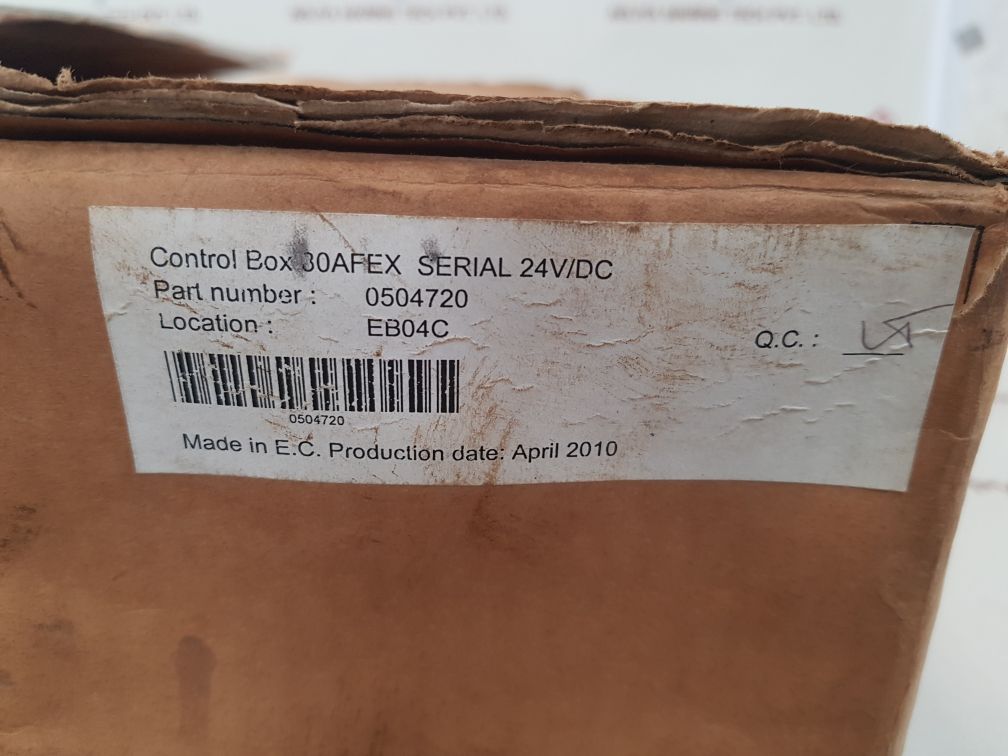 Control Box 30AFEX SERIAL 24V/DC
Part number : 0504720
Location : EB04C
Q.C. :
0504720
Made in E.C. Production date: April 2010